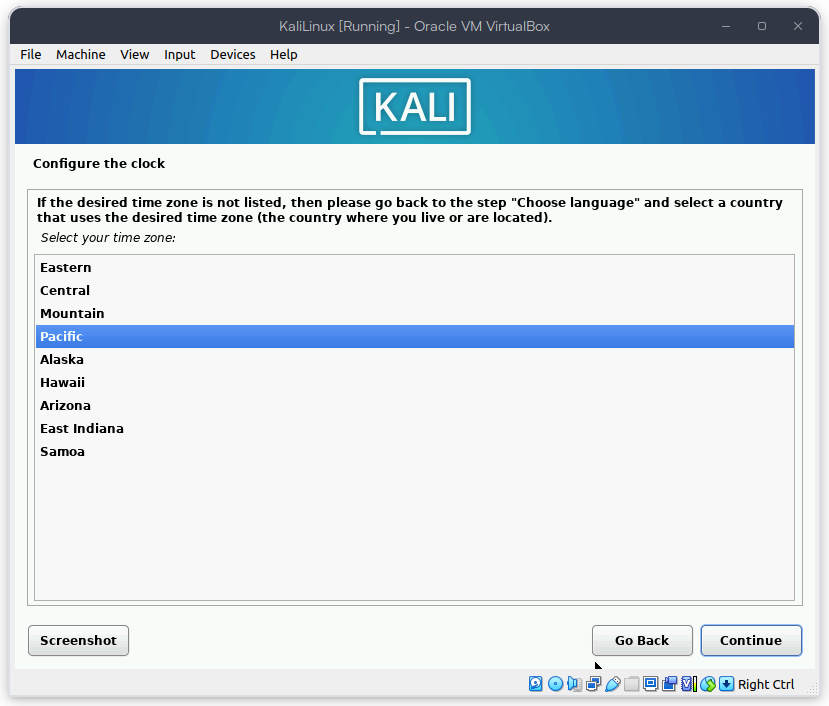 KaliLinux [Running] - Oracle VM VirtualBox
File Machine View Input Devices Help
KALI
Configure the clock
If the desired time zone is not listed, then please go back to the step "Choose language" and select a country
that uses the desired time zone (the country where you live or are located).
Select your time zone:
Eastern
Central
Mountain
Pacific
Alaska
Hawaii
Arizona
East Indiana
Samoa
Screenshot Go Back Continue
Right Ctrl